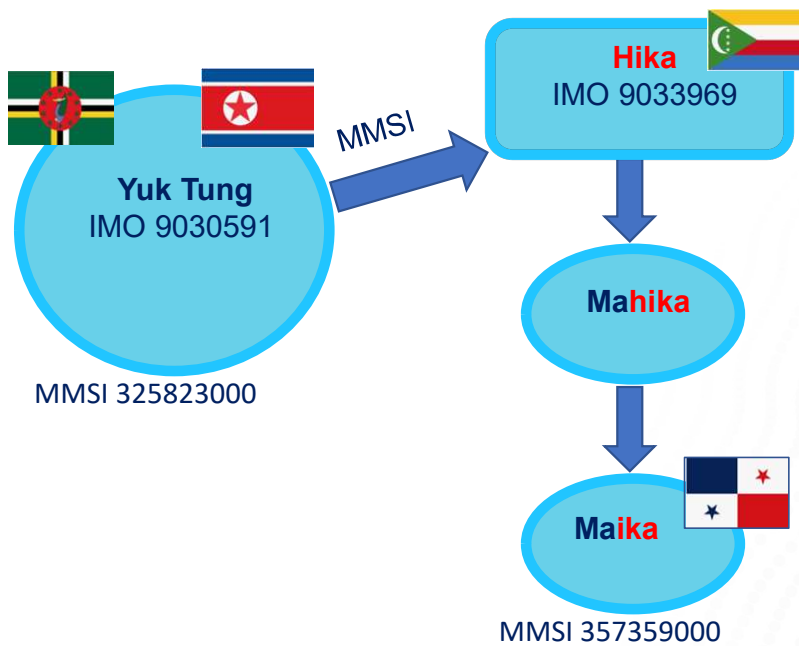 Yuk Tung
IMO 9030591
MMSI 325823000
MMSI
Hika
IMO 9033969
Mahika
Maika
MMSI 357359000